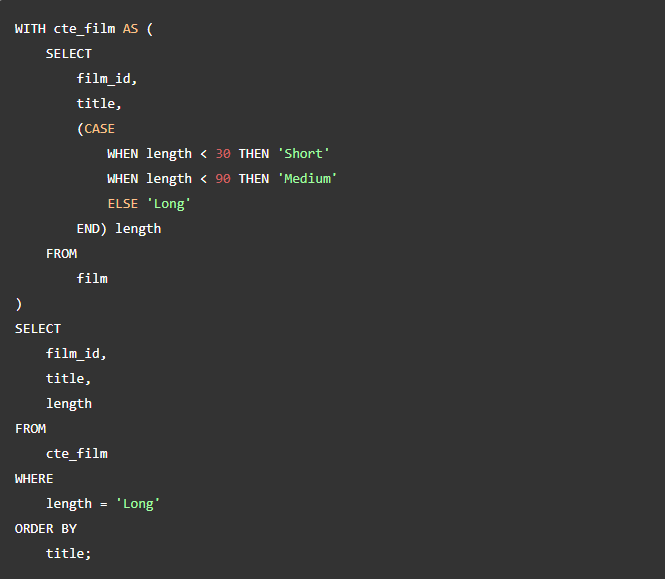 WITH cte_film AS (
    SELECT
        film_id,
        title,
        (CASE
            WHEN length < 30 THEN 'Short'
            WHEN length < 90 THEN 'Medium'
            ELSE 'Long'
        END) length
    FROM
        film
)
SELECT
    film_id,
    title,
    length
FROM
    cte_film
WHERE
    length = 'Long'
ORDER BY
    title;